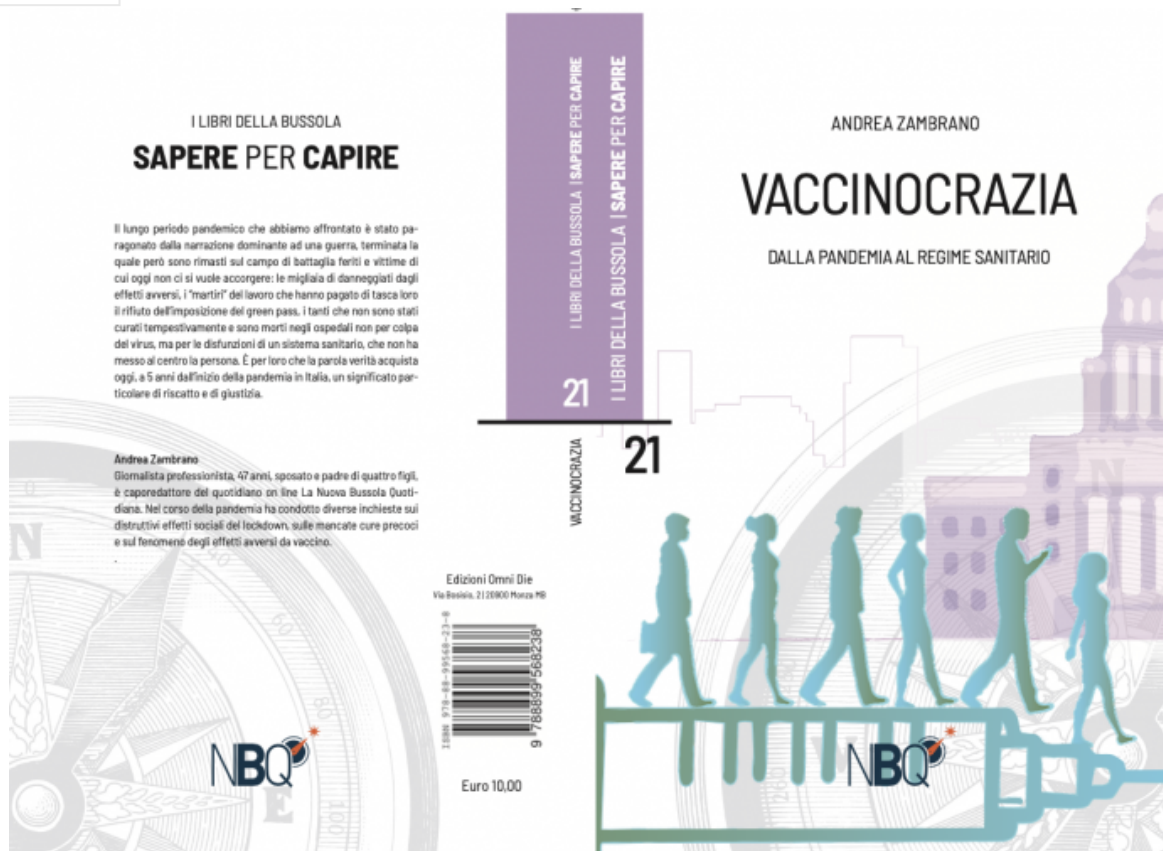 I LIBRI DELLA BUSSOLA
SAPERE PER CAPIRE
Il lungo periodo pandemico che abbiamo affrontato è stato pa-
ragonato dalla narrazione dominante ad una guerra, terminata la
quale però sono rimasti sul campo di battaglia feriti e vittime di
cui oggi non ci si vuole accorgere: le migliaia di danneggiati dagli
effetti avversi, i "martiri" del lavoro che hanno pagato di tasca loro
il rifiuto dell'imposizione del green pass, i tanti che non sono stati
curati tempestivamente e sono morti negli ospedali non per colpa
del virus, ma per le disfunzioni di un sistema sanitario, che non ha
messo al centro la persona. È per loro che la parola verità acquista
oggi, a 5 anni dall'inizio della pandemia in Italia, un significato par-
ticolare di riscatto e di giustizia.
Andrea Zambrano
Giornalista professionista, 47 anni, sposato e padre di quattro figli,
è caporedattore del quotidiano on line La Nuova Bussola Quoti-
diana. Nel corso della pandemia ha condotto diverse inchieste sui
distruttivi effetti sociali del lockdown, sulle mancate cure precoci
e sul fenomeno degli effetti avversi da vaccino.
.
N
60
80
100
E
NBQ
Edizioni Omni Die
Via Bosisio, 2 | 20900 Monza MB
ISBN 978-88-99568-23-8
9 788899 568238
Euro 10,00
I LIBRI DELLA BUSSOLA | SAPERE PER CAPIRE
21
VACCINOCRAZIA
I LIBRI DELLA BUSSOLA | SAPERE PER CAPIRE
21
ANDREA ZAMBRANO
VACCINOCRAZIA
DALLA PANDEMIA AL REGIME SANITARIO
N
NBQ